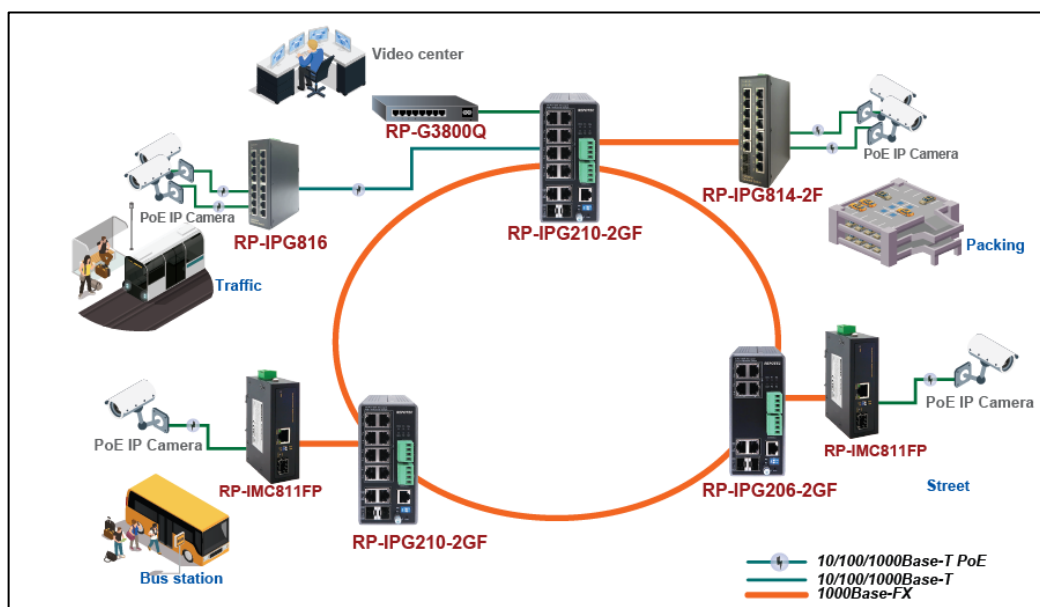 Video center
RP-G3800Q
PoE IP Camera
RP-IPG814-2F
PoE IP Camera
RP-IPG816
RP-IPG210-2GF
Packing
Traffic
PoE IP Camera
RP-IMC811FP
PoE IP Camera
RP-IMC811FP
RP-IPG206-2GF
Street
RP-IPG210-2GF
Bus station
10/100/1000Base-T PoE
10/100/1000Base-T
1000Base-FX